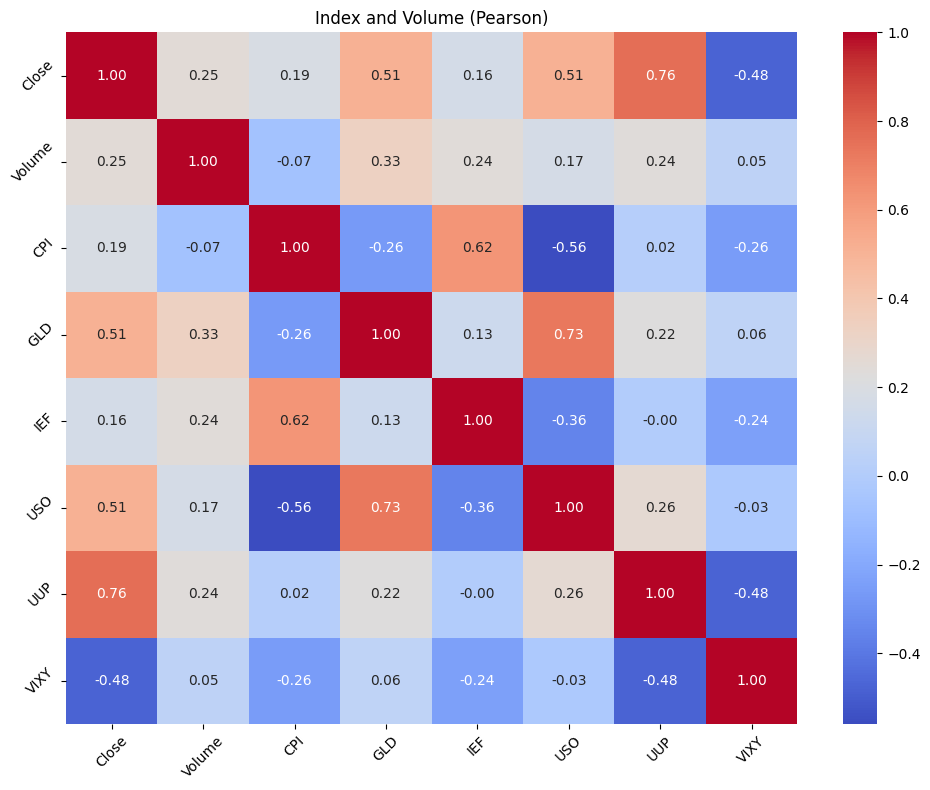 Index and Volume (Pearson)
Close 1.00 0.25 0.19 0.51 0.16 0.51 0.76 -0.48
Volume 0.25 1.00 -0.07 0.33 0.24 0.17 0.24 0.05
CPI 0.19 -0.07 1.00 -0.26 0.62 -0.56 0.02 -0.26
GLD 0.51 0.33 -0.26 1.00 0.13 0.73 0.22 0.06
IEF 0.16 0.24 0.62 0.13 1.00 -0.36 -0.00 -0.24
USO 0.51 0.17 -0.56 0.73 -0.36 1.00 0.26 -0.03
UUP 0.76 0.24 0.02 0.22 -0.00 0.26 1.00 -0.48
VIXY -0.48 0.05 -0.26 0.06 -0.24 -0.03 -0.48 1.00
Close Volume CPI GLD IEF USO UUP VIXY
1.0
0.8
0.6
0.4
0.2
0.0
−0.2
−0.4